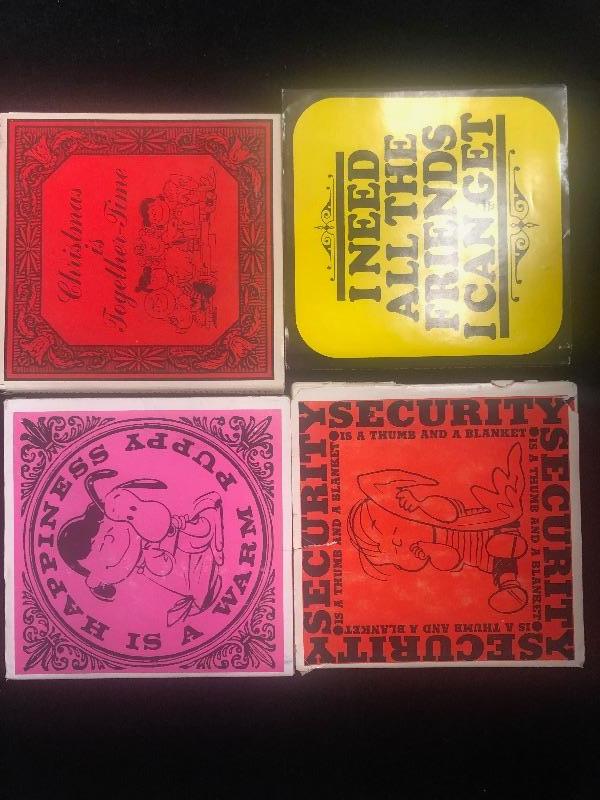 Christmas
is
Together-Time
I NEED
ALL THE
FRIENDS
I CAN GET
HAPPINESS IS A WARM PUPPY
SECURITY
IS A THUMB AND A BLANKET
SECURITY
IS A THUMB AND A BLANKET
SECURITY
IS A THUMB AND A BLANKET
SECURITY
IS A THUMB AND A BLANKET